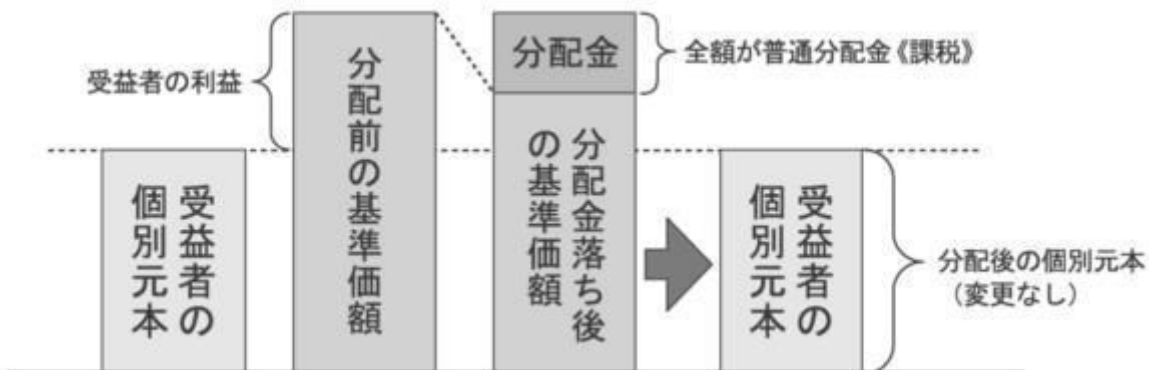 受益者の利益
受益者の
個別元本
分配前の基準価額
分配金
全額が普通分配金《課税》
分配金落ち後
の基準価額
受益者の
個別元本
分配後の個別元本
（変更なし）